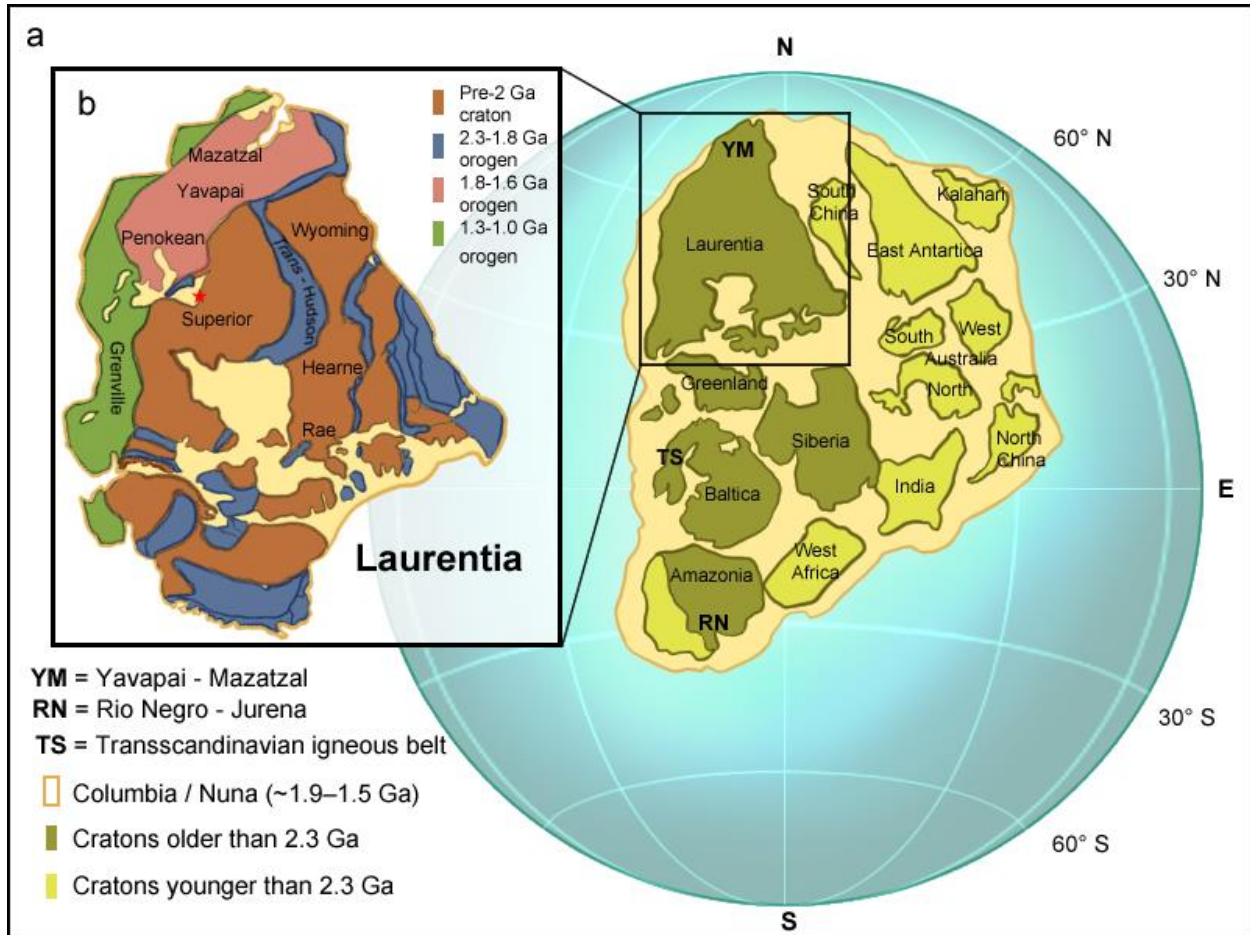 a
b
Pre-2 Ga
craton
2.3-1.8 Ga
orogen
1.8-1.6 Ga
orogen
1.3-1.0 Ga
orogen
Mazatzal
Yavapai
Penokean
Wyoming
Trans - Hudson
Superior
Grenville
Hearne
Rae
Laurentia
N
60° N
30° N
E
30° S
60° S
S
YM
Laurentia
South
China
Kalahari
East Antartica
West
South
Australia
North
Greenland
Siberia
North
China
TS
Baltica
India
West
Africa
Amazonia
RN
YM = Yavapai - Mazatzal
RN = Rio Negro - Jurena
TS = Transscandinavian igneous belt
Columbia / Nuna (~1.9–1.5 Ga)
Cratons older than 2.3 Ga
Cratons younger than 2.3 Ga